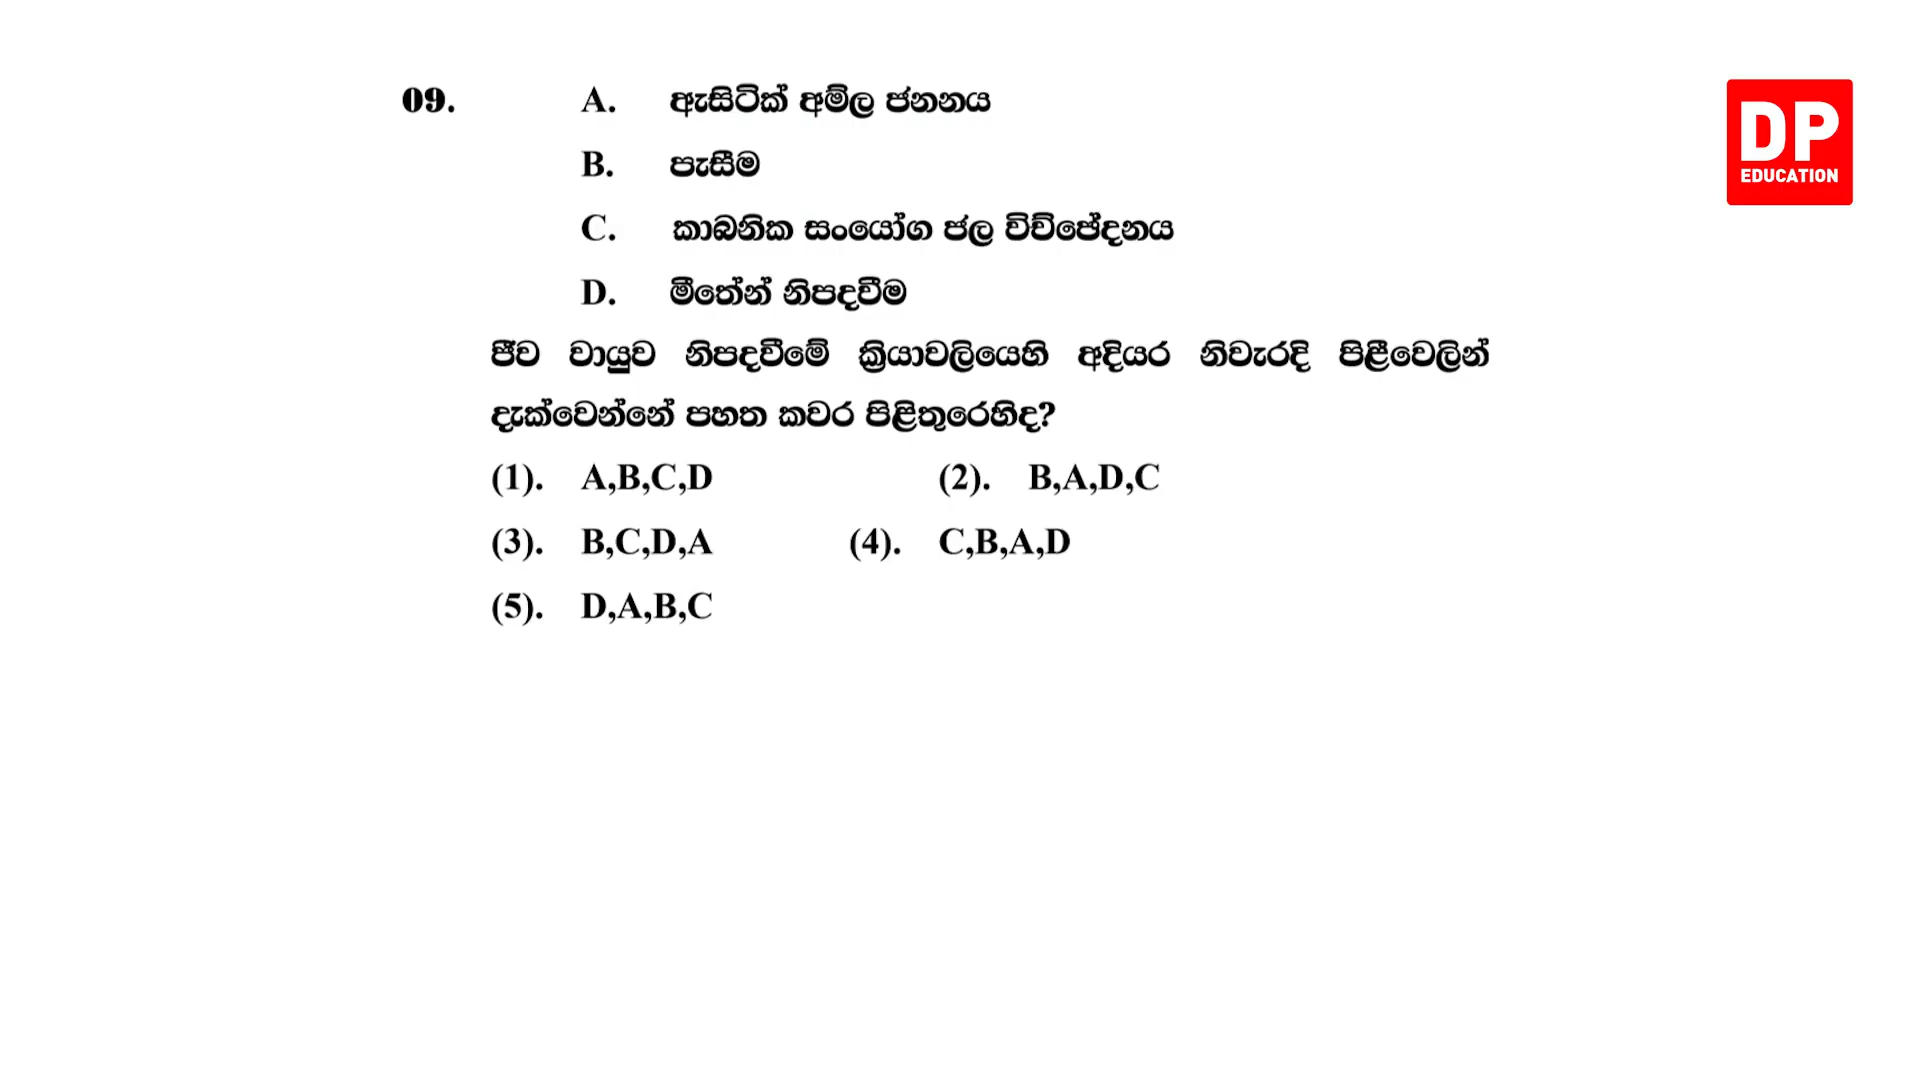 09. A. ඇසිටික් අම්ල ජනනය
B. පැසීම
C. කාබනික සංයෝග ජල විච්ඡේදනය
D. මීතේන් නිපදවීම
ජීව වායුව නිපදවීමේ ක්‍රියාවලියෙහි අදියර නිවැරදි පිළිවෙලින්
දැක්වෙන්නේ පහත කවර පිළිතුරෙහිද?
(1). A,B,C,D (2). B,A,D,C
(3). B,C,D,A (4). C,B,A,D
(5). D,A,B,C
DP
EDUCATION